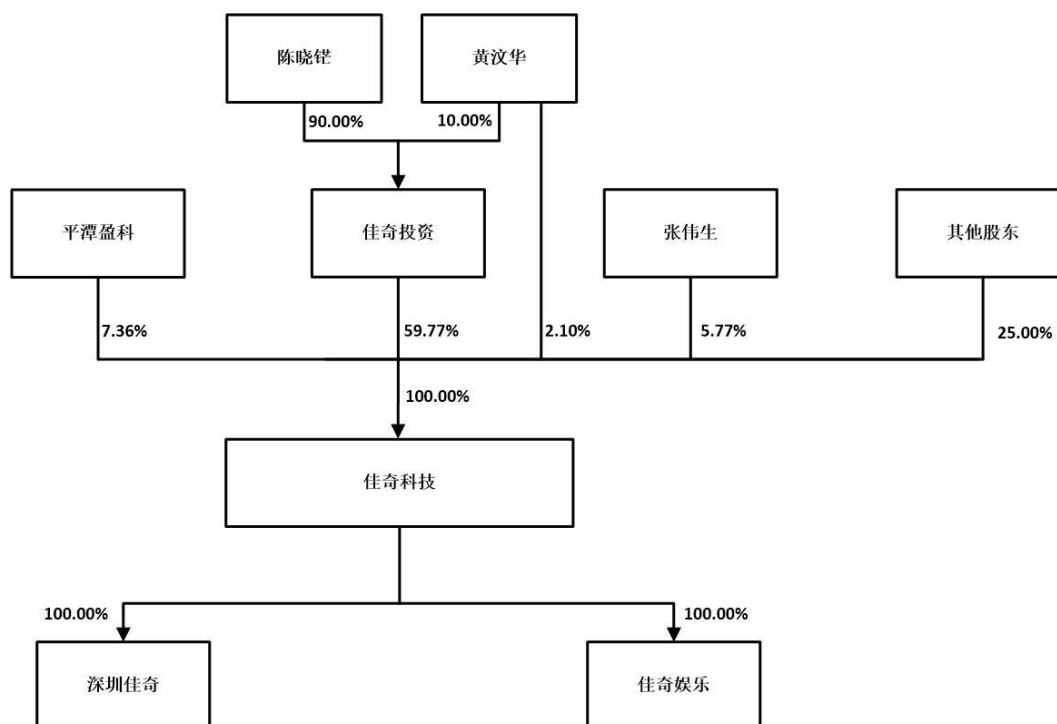 陈晓铓
黄汶华
90.00%
10.00%
平潭盈科
佳奇投资
张伟生
其他股东
7.36%
59.77%
2.10%
5.77%
25.00%
100.00%
佳奇科技
100.00%
100.00%
深圳佳奇
佳奇娱乐